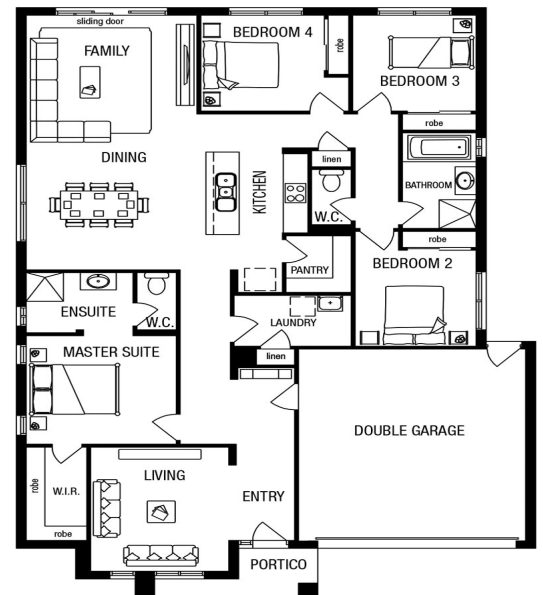 sliding door
FAMILY
BEDROOM 4
robe
BEDROOM 3
robe
DINING
linen
KITCHEN
BATHROOM
W.C.
robe
PANTRY
BEDROOM 2
ENSUITE
W.C.
LAUNDRY
MASTER SUITE
linen
DOUBLE GARAGE
LIVING
robe
W.I.R.
ENTRY
robe
PORTICO